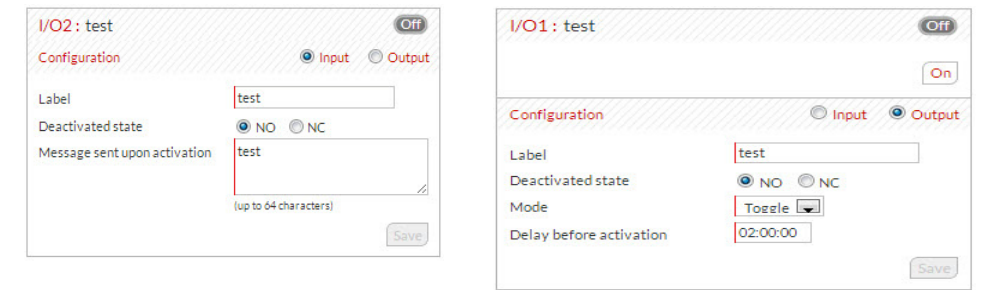 I/O2 : test Off
Configuration Input Output
Label test
Deactivated state NO NC
Message sent upon activation test
(up to 64 characters)
Save
I/O1 : test Off
On
Configuration Input Output
Label test
Deactivated state NO NC
Mode Toggle
Delay before activation 02:00:00
Save